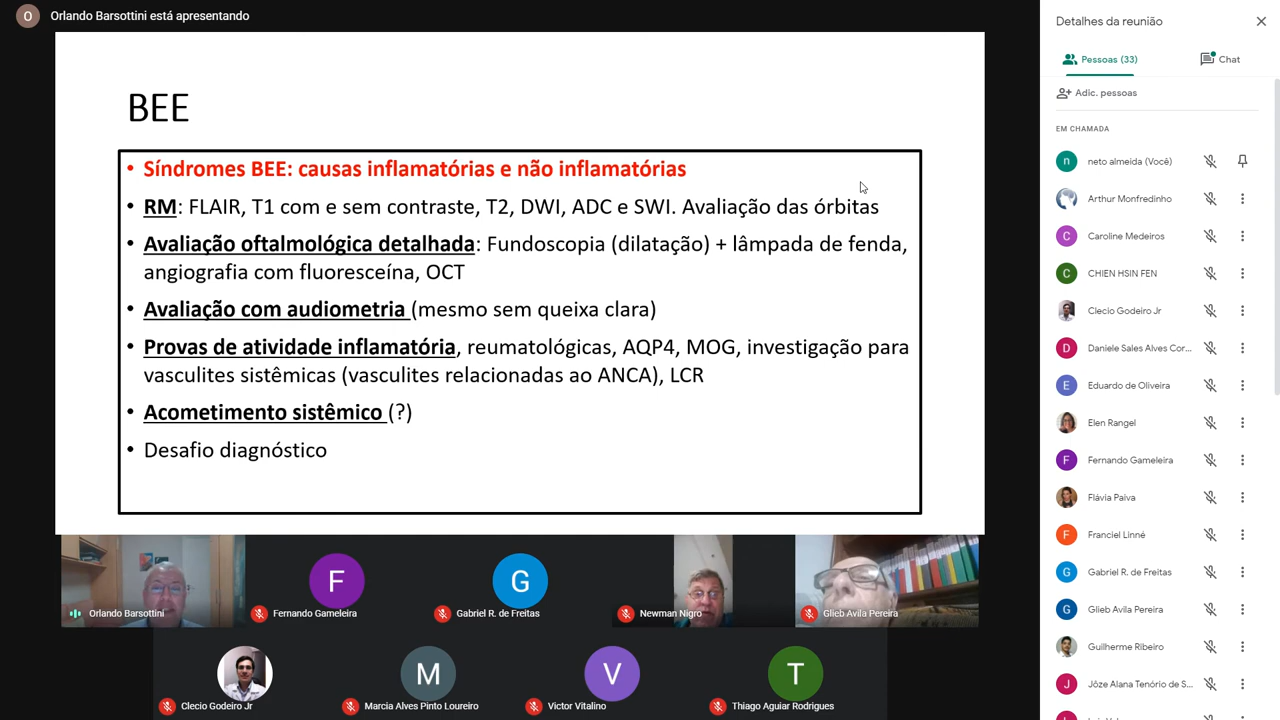 O
Orlando Barsottini está apresentando
BEE
• Síndromes BEE: causas inflamatórias e não inflamatórias
• RM: FLAIR, T1 com e sem contraste, T2, DWI, ADC e SWI. Avaliação das órbitas
• Avaliação oftalmológica detalhada: Fundoscopia (dilatação) + lâmpada de fenda,
angiografia com fluoresceína, OCT
• Avaliação com audiometria (mesmo sem queixa clara)
• Provas de atividade inflamatória, reumatológicas, AQP4, MOG, investigação para
vasculites sistêmicas (vasculites relacionadas ao ANCA), LCR
• Acometimento sistêmico (?)
• Desafio diagnóstico
Orlando Barsottini
F
Fernando Gameleira
G
Gabriel R. de Freitas
Newman Nigro
Glieb Avila Pereira
Clecio Godeiro Jr
M
Marcia Alves Pinto Loureiro
V
Victor Vitalino
T
Thiago Aguiar Rodrigues
Detalhes da reunião
Pessoas (33)
Chat
Adic. pessoas
EM CHAMADA
n
neto almeida (Você)
Arthur Monfredinho
C
Caroline Medeiros
C
CHIEN HSIN FEN
Clecio Godeiro Jr
D
Daniele Sales Alves Cor...
E
Eduardo de Oliveira
Elen Rangel
F
Fernando Gameleira
Flávia Paiva
F
Franciel Linné
G
Gabriel R. de Freitas
G
Glieb Avila Pereira
Guilherme Ribeiro
J
Jôze Alana Tenório de S...